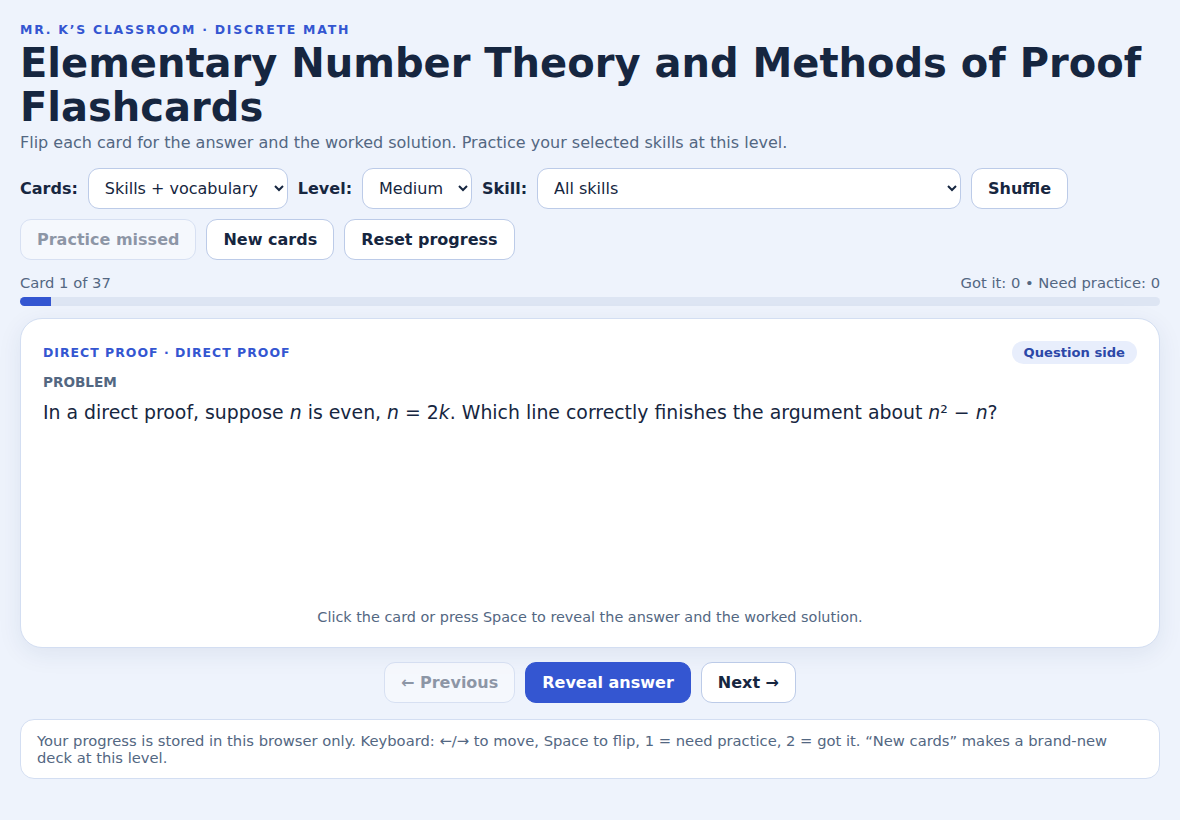 MR. K’S CLASSROOM · DISCRETE MATH
Elementary Number Theory and Methods of Proof
Flashcards
Flip each card for the answer and the worked solution. Practice your selected skills at this level.
Cards: Skills + vocabulary Level: Medium Skill: All skills Shuffle
Practice missed New cards Reset progress
Card 1 of 37 Got it: 0 • Need practice: 0
DIRECT PROOF · DIRECT PROOF Question side
PROBLEM
In a direct proof, suppose n is even, n = 2k. Which line correctly finishes the argument about n² − n?
Click the card or press Space to reveal the answer and the worked solution.
← Previous Reveal answer Next →
Your progress is stored in this browser only. Keyboard: ←/→ to move, Space to flip, 1 = need practice, 2 = got it. “New cards” makes a brand-new
deck at this level.